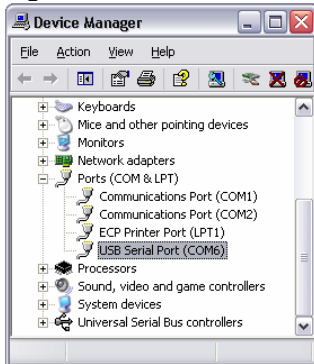 Device Manager
File Action View Help
Keyboards
Mice and other pointing devices
Monitors
Network adapters
Ports (COM & LPT)
Communications Port (COM1)
Communications Port (COM2)
ECP Printer Port (LPT1)
USB Serial Port (COM6)
Processors
Sound, video and game controllers
System devices
Universal Serial Bus controllers